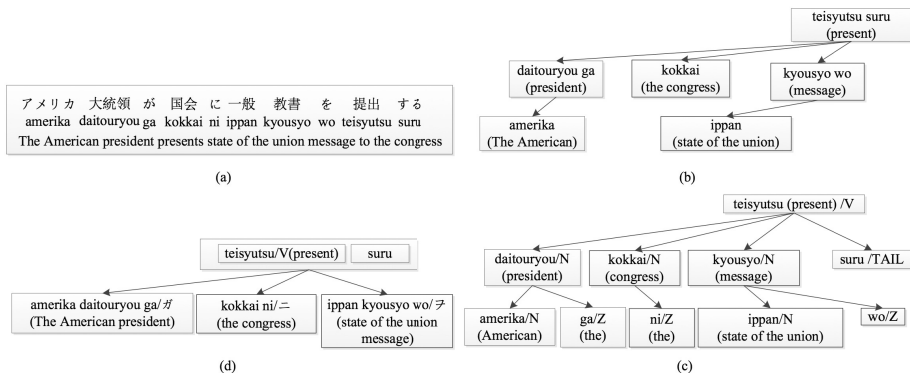 アメリカ 大統領 が 国会 に 一般 教書 を 提出 する
amerika daitouryou ga kokkai ni ippan kyousyo wo teisyutsu suru
The American president presents state of the union message to the congress
(a)
teisyutsu suru
(present)
daitouryou ga
(president)
kokkai
(the congress)
kyousyo wo
(message)
amerika
(The American)
ippan
(state of the union)
(b)
teisyutsu/V(present) suru
amerika daitouryou ga/ガ
(The American president)
kokkai ni/ニ
(the congress)
ippan kyousyo wo/ヲ
(state of the union
message)
(d)
teisyutsu (present) /V
daitouryou/N
(president)
kokkai/N
(congress)
kyousyo/N
(message)
suru /TAIL
amerika/N
(American)
ga/Z
(the)
ni/Z
(the)
ippan/N
(state of the union)
wo/Z
(c)